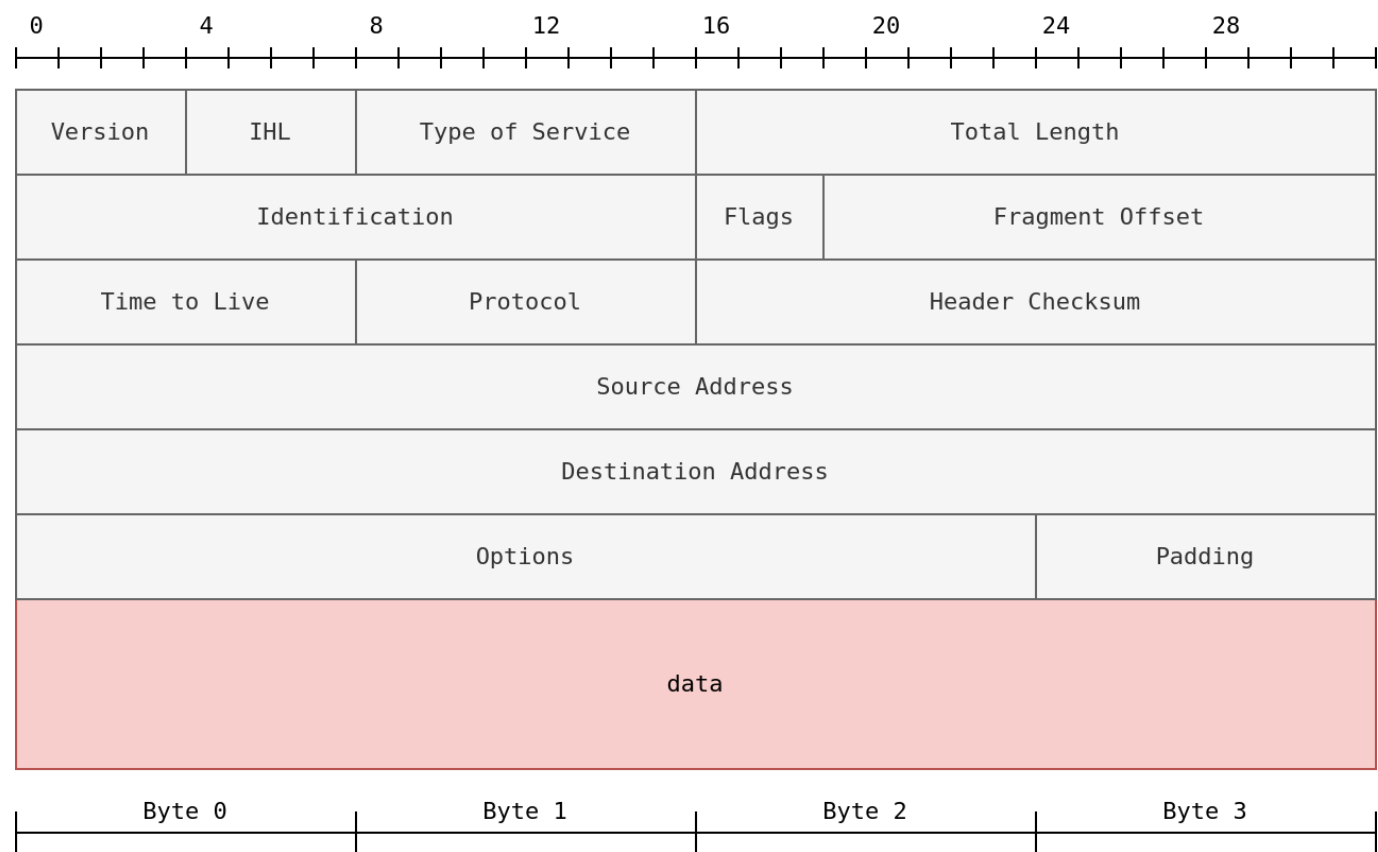 0 4 8 12 16 20 24 28
Version IHL Type of Service Total Length
Identification Flags Fragment Offset
Time to Live Protocol Header Checksum
Source Address
Destination Address
Options Padding
data
Byte 0 Byte 1 Byte 2 Byte 3